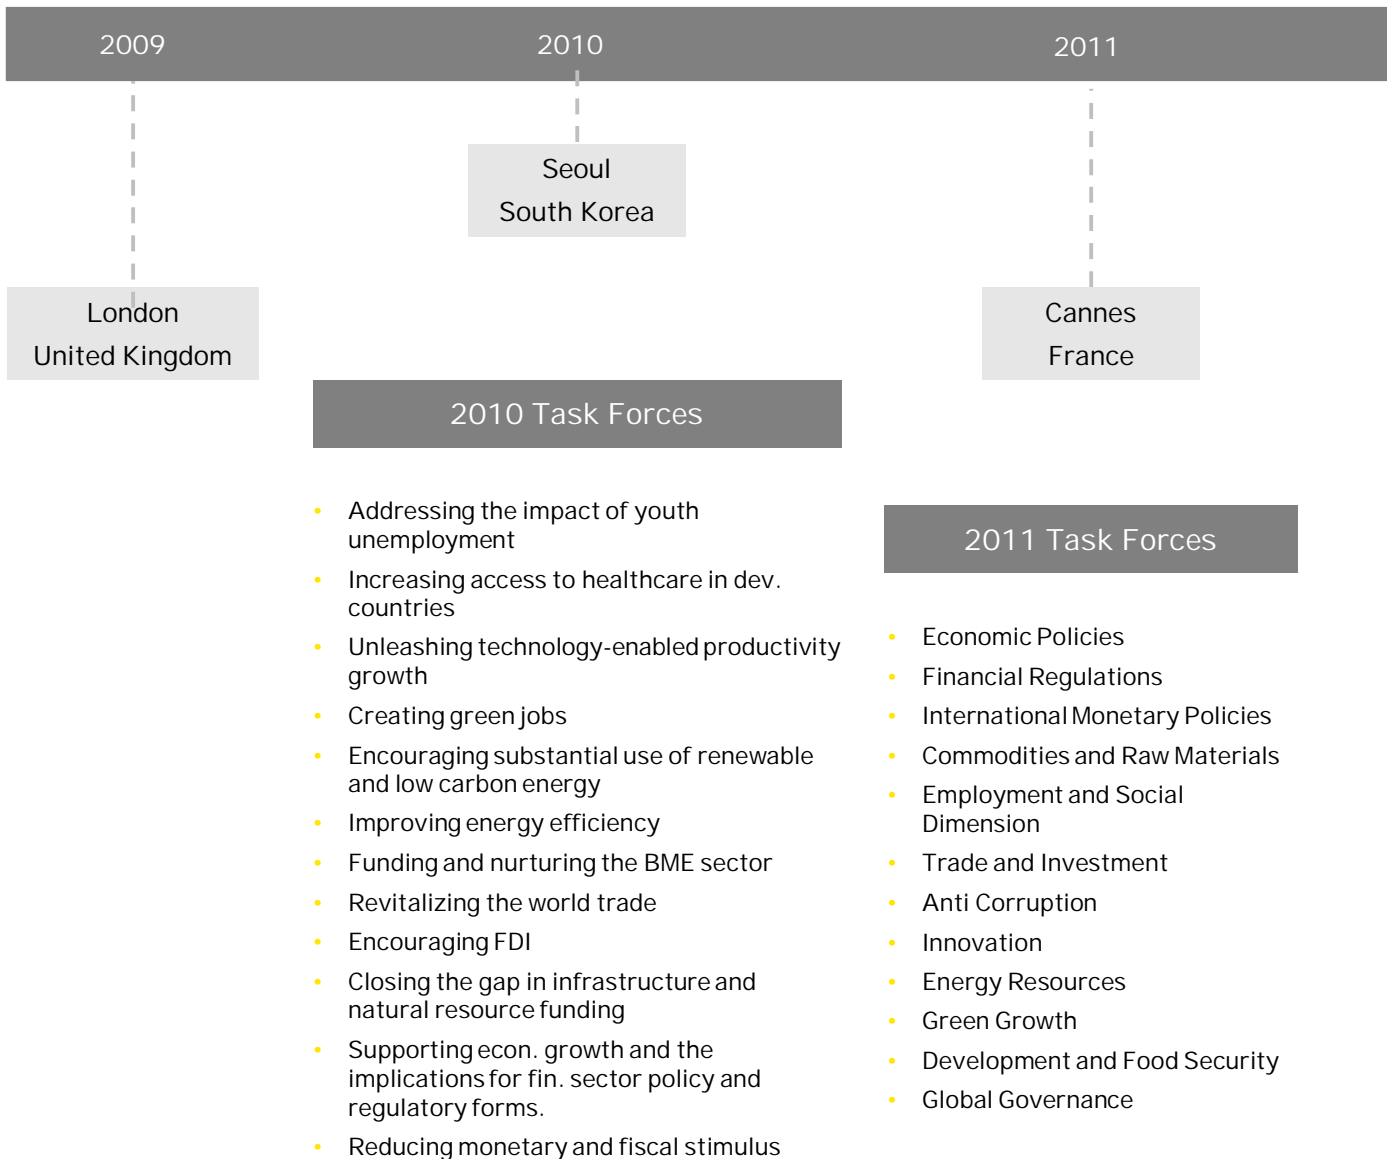 2009
2010
2011
Seoul
South Korea
London
United Kingdom
Cannes
France
2010 Task Forces
• Addressing the impact of youth
unemployment
• Increasing access to healthcare in dev.
countries
• Unleashing technology-enabled productivity
growth
• Creating green jobs
• Encouraging substantial use of renewable
and low carbon energy
• Improving energy efficiency
• Funding and nurturing the BME sector
• Revitalizing the world trade
• Encouraging FDI
• Closing the gap in infrastructure and
natural resource funding
• Supporting econ. growth and the
implications for fin. sector policy and
regulatory forms.
• Reducing monetary and fiscal stimulus
2011 Task Forces
• Economic Policies
• Financial Regulations
• International Monetary Policies
• Commodities and Raw Materials
• Employment and Social
Dimension
• Trade and Investment
• Anti Corruption
• Innovation
• Energy Resources
• Green Growth
• Development and Food Security
• Global Governance